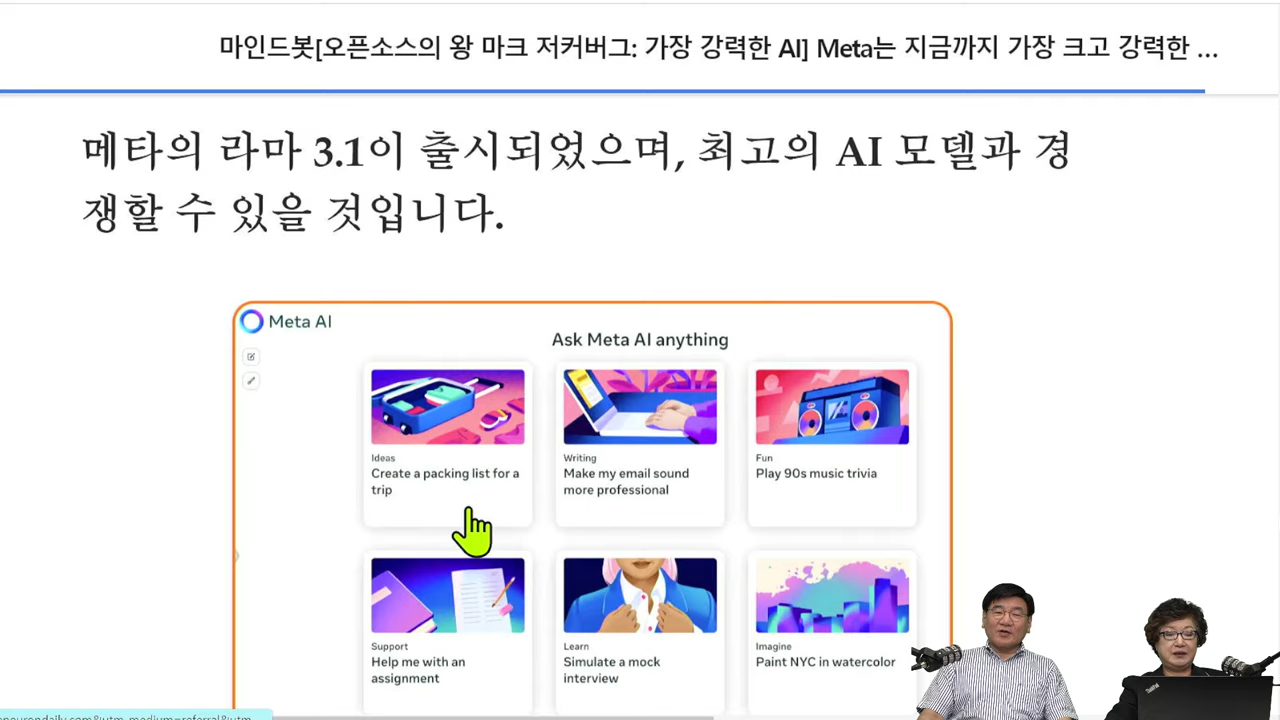 마인드봇[오픈소스의 왕 마크 저커버그: 가장 강력한 AI] Meta는 지금까지 가장 크고 강력한 ...
메타의 라마 3.1이 출시되었으며, 최고의 AI 모델과 경
쟁할 수 있을 것입니다.
Meta AI
Ask Meta AI anything
Ideas
Create a packing list for a
trip
Writing
Make my email sound
more professional
Fun
Play 90s music trivia
Support
Help me with an
assignment
Learn
Simulate a mock
interview
Imagine
Paint NYC in watercolor
ThinkPad